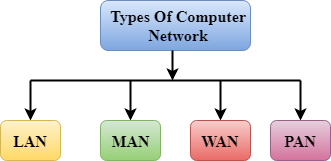 Types Of Computer
Network
LAN
MAN
WAN
PAN